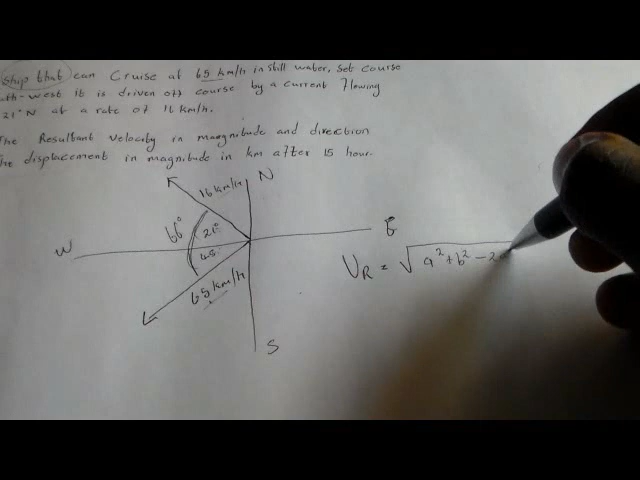 ship that can Cruise at 65 km/h in still water, set course
uth-west it is driven off course by a current flowing
21° N at a rate of 16 km/h.
The Resultant Velocity in magnitude and direction
The displacement in magnitude in km after 15 hour.
N
16 km/h
66° 21°
W E
45
65 km/h
S
U_R = √a² + b² - 2